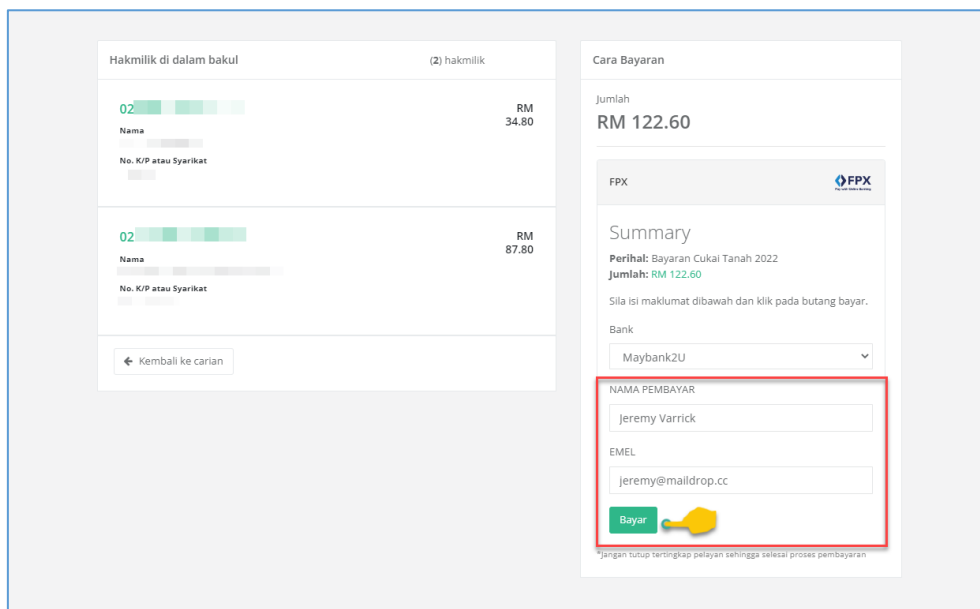 Hakmilik di dalam bakul
(2) hakmilik
02
RM
34.80
Nama
No. K/P atau Syarikat
02
RM
87.80
Nama
No. K/P atau Syarikat
Kembali ke carian
Cara Bayaran
Jumlah
RM 122.60
FPX
FPX
Summary
Perihal: Bayaran Cukai Tanah 2022
Jumlah: RM 122.60
Sila isi maklumat dibawah dan klik pada butang bayar.
Bank
Maybank2U
NAMA PEMBAYAR
Jeremy Varrick
EMEL
jeremy@maildrop.cc
Bayar
*Jangan tutup tertingkap pelayan sehingga selesai proses pembayaran